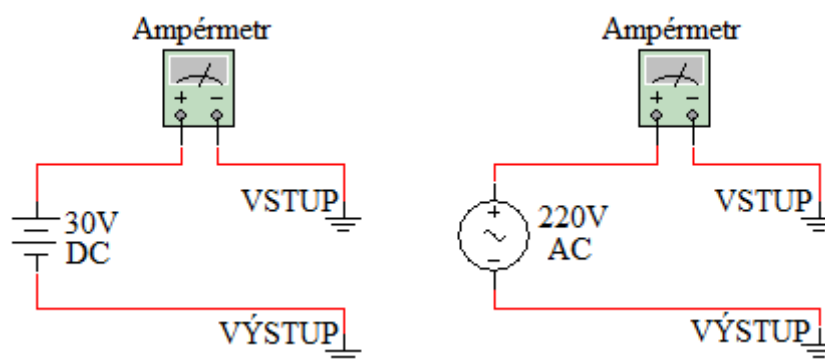 Ampérmetr
+ −
VSTUP
30V
DC
VÝSTUP
Ampérmetr
+ −
VSTUP
+
220V
AC
−
VÝSTUP